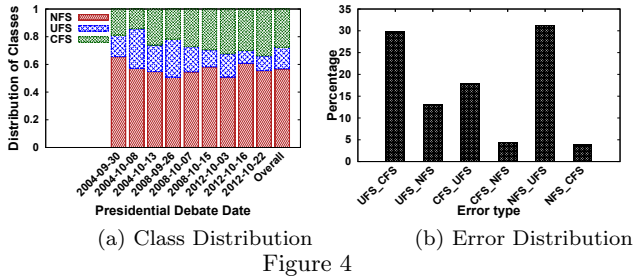 NFS
UFS
CFS
Distribution of Classes
1
0.8
0.6
0.4
0.2
0
2004-09-30
2004-10-08
2004-10-13
2008-09-26
2008-10-07
2008-10-15
2012-10-03
2012-10-16
2012-10-22
Overall
Presidential Debate Date
(a) Class Distribution
Percentage
35
30
25
20
15
10
5
0
UFS_CFS
UFS_NFS
CFS_UFS
CFS_NFS
NFS_UFS
NFS_CFS
Error type
(b) Error Distribution
Figure 4